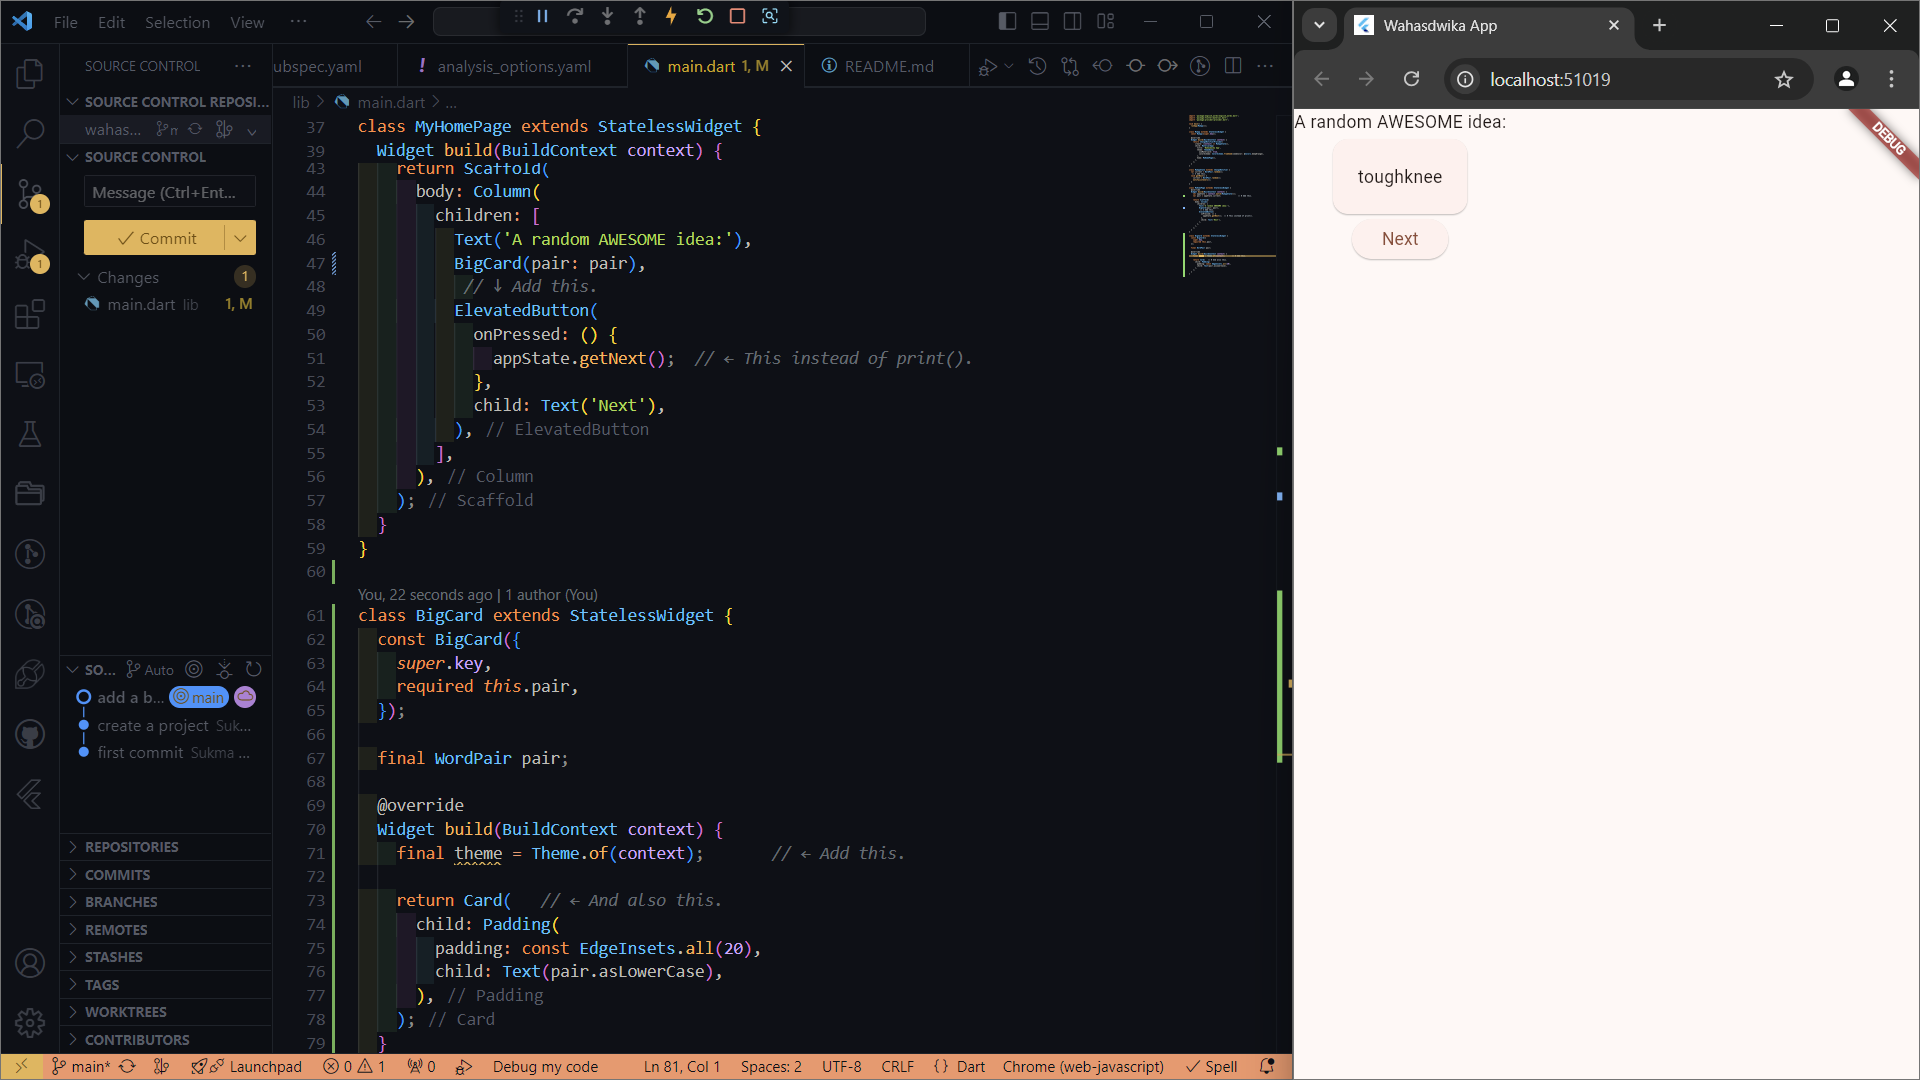 File Edit Selection View ···
SOURCE CONTROL ···
ubspec.yaml
! analysis_options.yaml
main.dart 1, M
README.md
lib > main.dart > ...
SOURCE CONTROL REPOSI...
wahas...
SOURCE CONTROL
Message (Ctrl+Ent...
Commit
Changes 1
main.dart lib 1, M
1
1
37 class MyHomePage extends StatelessWidget {
39 Widget build(BuildContext context) {
43 return Scaffold(
44 body: Column(
45 children: [
46 Text('A random AWESOME idea:'),
47 BigCard(pair: pair),
48 // ↓ Add this.
49 ElevatedButton(
50 onPressed: () {
51 appState.getNext(); // ← This instead of print().
52 },
53 child: Text('Next'),
54 ), // ElevatedButton
55 ],
56 ), // Column
57 ); // Scaffold
58 }
59 }
60
You, 22 seconds ago | 1 author (You)
61 class BigCard extends StatelessWidget {
62 const BigCard({
63 super.key,
64 required this.pair,
65 });
66
67 final WordPair pair;
68
69 @override
70 Widget build(BuildContext context) {
71 final theme = Theme.of(context); // ← Add this.
72
73 return Card( // ← And also this.
74 child: Padding(
75 padding: const EdgeInsets.all(20),
76 child: Text(pair.asLowerCase),
77 ), // Padding
78 ); // Card
79 }
SO... Auto
add a b... main
create a project Suk...
first commit Sukma ...
REPOSITORIES
COMMITS
BRANCHES
REMOTES
STASHES
TAGS
WORKTREES
CONTRIBUTORS
main* Launchpad 0 1 0 Debug my code Ln 81, Col 1 Spaces: 2 UTF-8 CRLF {} Dart Chrome (web-javascript) Spell
Wahasdwika App
localhost:51019
A random AWESOME idea:
DEBUG
toughknee
Next